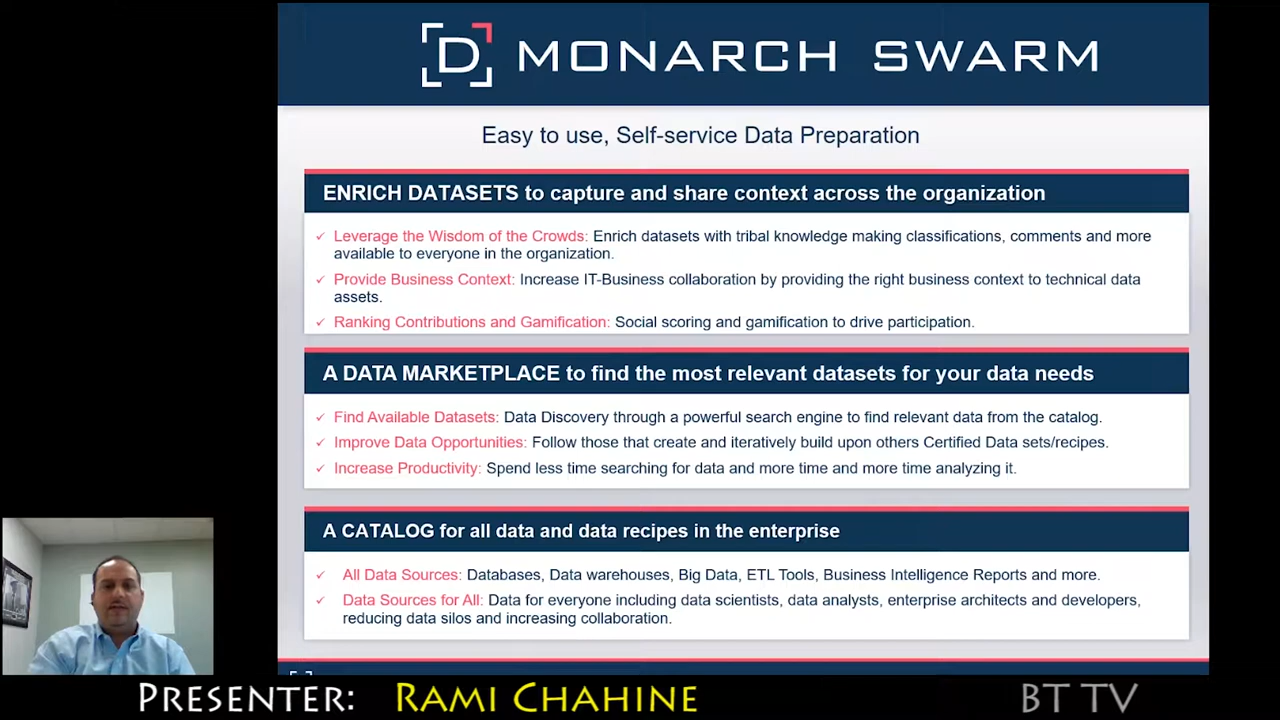 D MONARCH SWARM
Easy to use, Self-service Data Preparation
ENRICH DATASETS to capture and share context across the organization
✓ Leverage the Wisdom of the Crowds: Enrich datasets with tribal knowledge making classifications, comments and more
available to everyone in the organization.
✓ Provide Business Context: Increase IT-Business collaboration by providing the right business context to technical data
assets.
✓ Ranking Contributions and Gamification: Social scoring and gamification to drive participation.
A DATA MARKETPLACE to find the most relevant datasets for your data needs
✓ Find Available Datasets: Data Discovery through a powerful search engine to find relevant data from the catalog.
✓ Improve Data Opportunities: Follow those that create and iteratively build upon others Certified Data sets/recipes.
✓ Increase Productivity: Spend less time searching for data and more time and more time analyzing it.
A CATALOG for all data and data recipes in the enterprise
✓ All Data Sources: Databases, Data warehouses, Big Data, ETL Tools, Business Intelligence Reports and more.
✓ Data Sources for All: Data for everyone including data scientists, data analysts, enterprise architects and developers,
reducing data silos and increasing collaboration.
PRESENTER: RAMI CHAHINE
BT TV